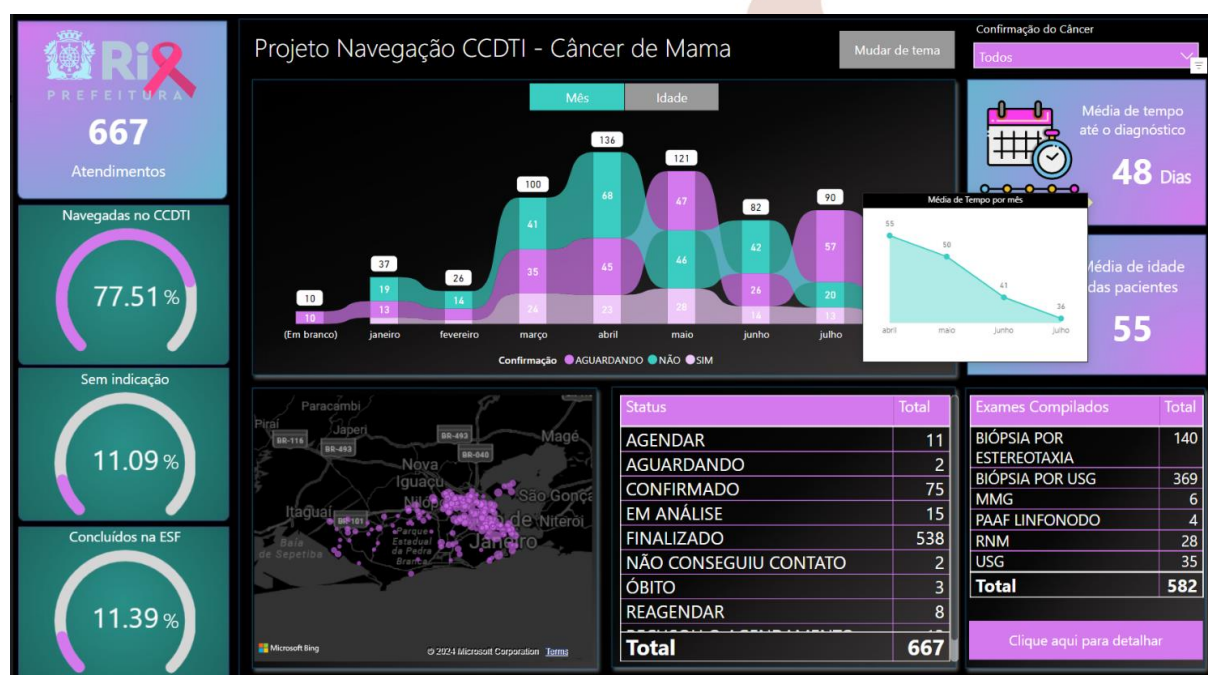 Rio
PREFEITURA
667
Atendimentos
Navegadas no CCDTI
77.51 %
Sem indicação
11.09 %
Concluídos na ESF
11.39 %
Projeto Navegação CCDTI - Câncer de Mama
Mudar de tema
Confirmação do Câncer
Todos
Mês Idade
136
121
100
90
82
68
47
57
41
37
26
19
14
13
10
10
35
45
46
42
26
20
24
23
28
14
13
(Em branco) janeiro fevereiro março abril maio junho julho
Confirmação AGUARDANDO NÃO SIM
Média de tempo
até o diagnóstico
48 Dias
Média de Tempo por mês
55
50
41
36
abril maio junho julho
Média de idade
das pacientes
55
Paracambi
Piraí
Japeri
BR-116
BR-493
BR-493
Magé
BR-040
Nova
Iguaçu
São Gonça
Itaguaí
BR-101
Niterói
de
Parque
Estadual
da Pedra
Branca
Janeiro
Baía
de Sepetiba
Microsoft Bing
© 2024 Microsoft Corporation Terms
Status Total
AGENDAR 11
AGUARDANDO 2
CONFIRMADO 75
EM ANÁLISE 15
FINALIZADO 538
NÃO CONSEGUIU CONTATO 2
ÓBITO 3
REAGENDAR 8
Total 667
Exames Compilados Total
BIÓPSIA POR 140
ESTEREOTAXIA
BIÓPSIA POR USG 369
MMG 6
PAAF LINFONODO 4
RNM 28
USG 35
Total 582
Clique aqui para detalhar